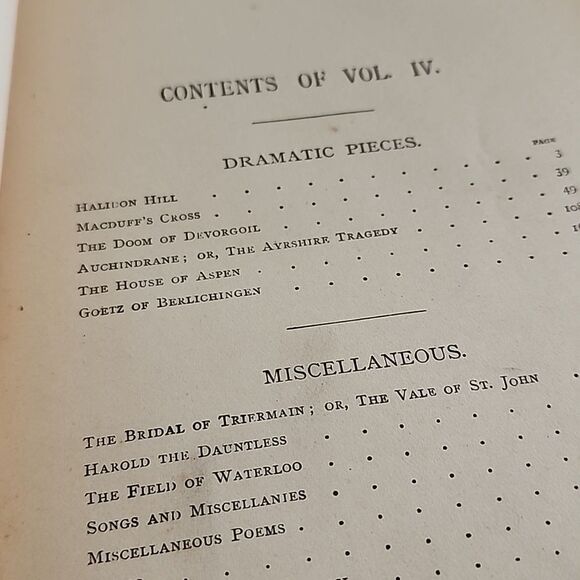 CONTENTS OF VOL. IV.
DRAMATIC PIECES.
PAGE
HALIDON HILL . . . . . . . . . . 3
MACDUFF'S CROSS . . . . . . . . . 39
THE DOOM OF DEVORGOIL . . . . . . . 49
AUCHINDRANE; OR, THE AYRSHIRE TRAGEDY . . . .
THE HOUSE OF ASPEN . . . . . . . .
GOETZ OF BERLICHINGEN . . . . . . .
MISCELLANEOUS.
THE BRIDAL OF TRIERMAIN; OR, THE VALE OF ST. JOHN .
HAROLD THE DAUNTLESS . . . . . . .
THE FIELD OF WATERLOO . . . . . . .
SONGS AND MISCELLANIES . . . . . . .
MISCELLANEOUS POEMS . . . . . . .